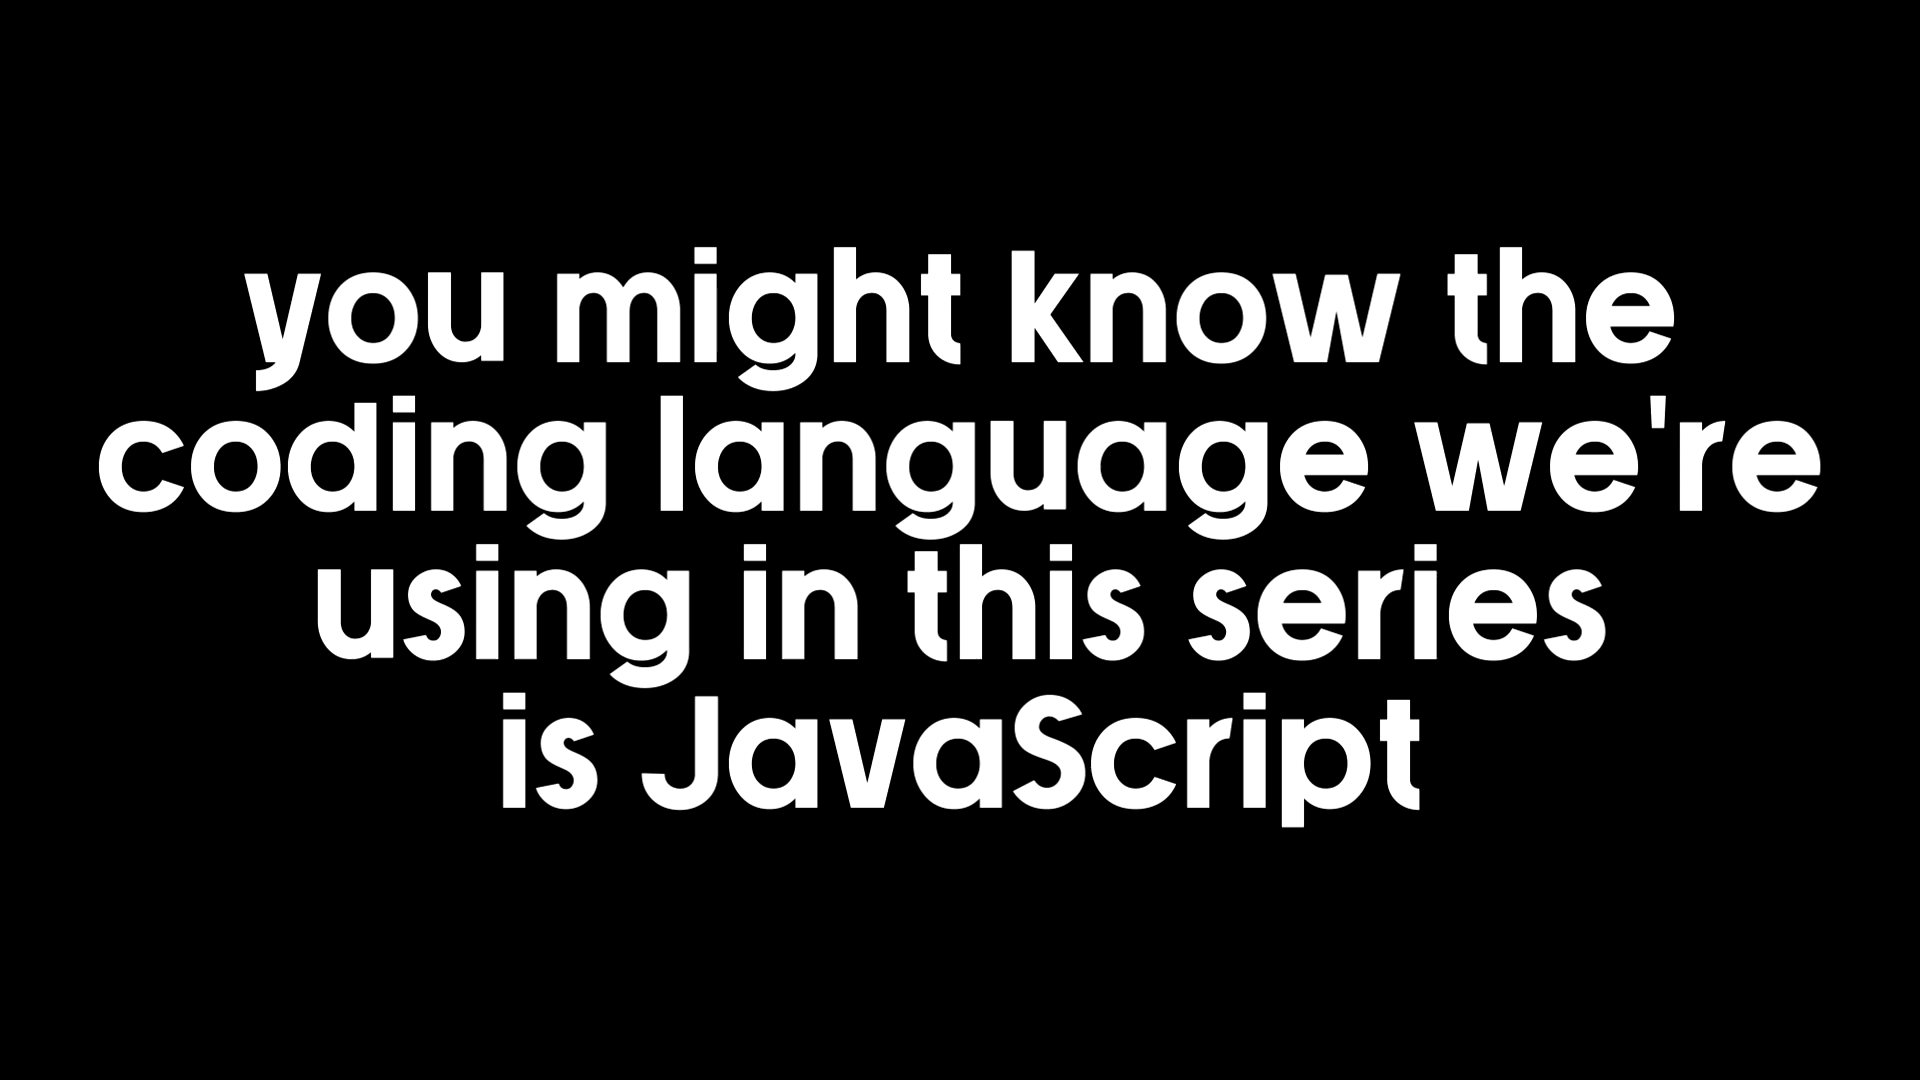 you might know the
coding language we're
using in this series
is JavaScript